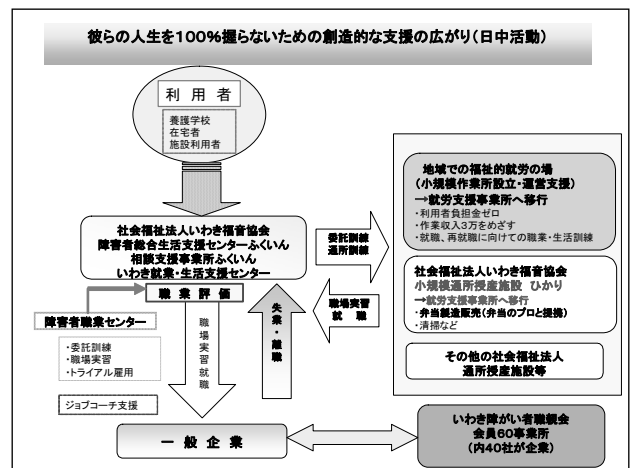 彼らの人生を100%握らないための創造的な支援の広がり(日中活動)
利用者
養護学校
在宅者
施設利用者
社会福祉法人いわき福音協会
障害者総合生活支援センターふくいん
相談支援事業所ふくいん
いわき就業・生活支援センター
職業評価
障害者職業センター
・委託訓練
・職場実習
・トライアル雇用
ジョブコーチ支援
職場実習就職
失業・離職
委託訓練
通所訓練
職場実習
就職
一般企業
地域での福祉的就労の場
(小規模作業所設立・運営支援)
→就労支援事業所へ移行
・利用者負担金ゼロ
・作業収入3万をめざす
・就職、再就職に向けての職業・生活訓練
社会福祉法人いわき福音協会
小規模通所授産施設 ひかり
→就労支援事業所へ移行
・弁当製造販売(弁当のプロと提携)
・清掃など
その他の社会福祉法人
通所授産施設等
いわき障がい者職親会
会員60事業所
(内40社が企業)